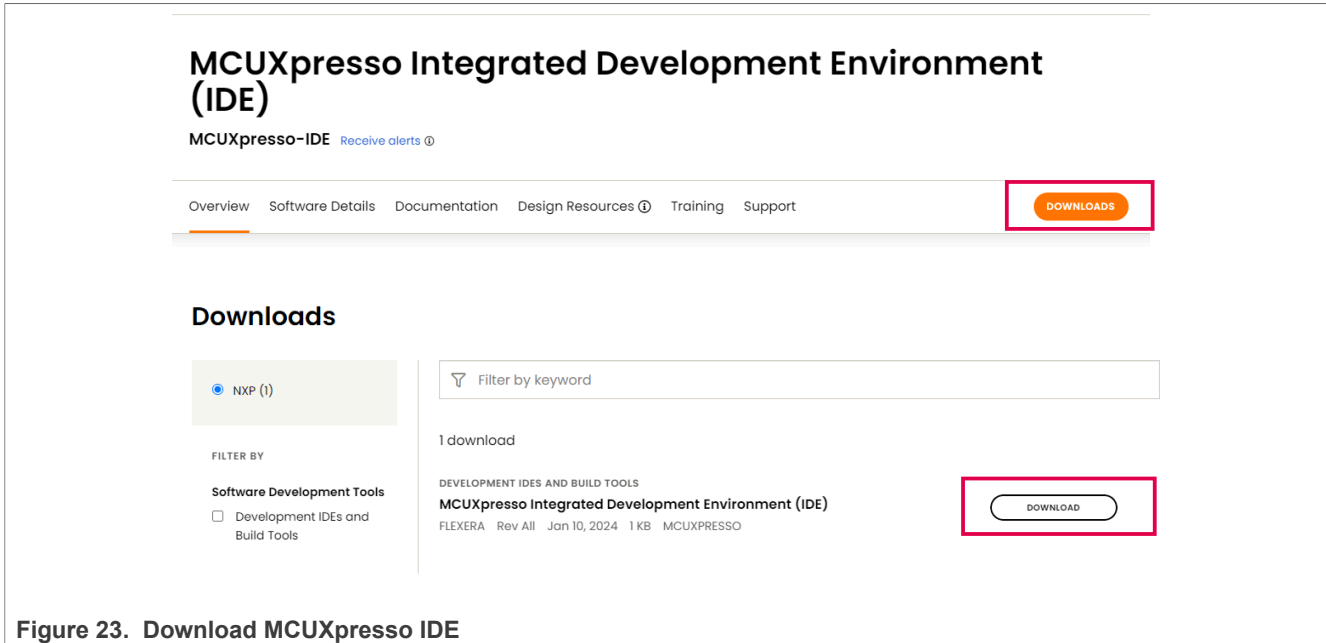 MCUXpresso Integrated Development Environment
(IDE)
MCUXpresso-IDE Receive alerts
Overview Software Details Documentation Design Resources Training Support DOWNLOADS
Downloads
NXP (1)
Filter by keyword
1 download
FILTER BY
Software Development Tools
Development IDEs and
Build Tools
DEVELOPMENT IDES AND BUILD TOOLS
MCUXpresso Integrated Development Environment (IDE)
FLEXERA Rev All Jan 10, 2024 1 KB MCUXPRESSO
DOWNLOAD
Figure 23. Download MCUXpresso IDE